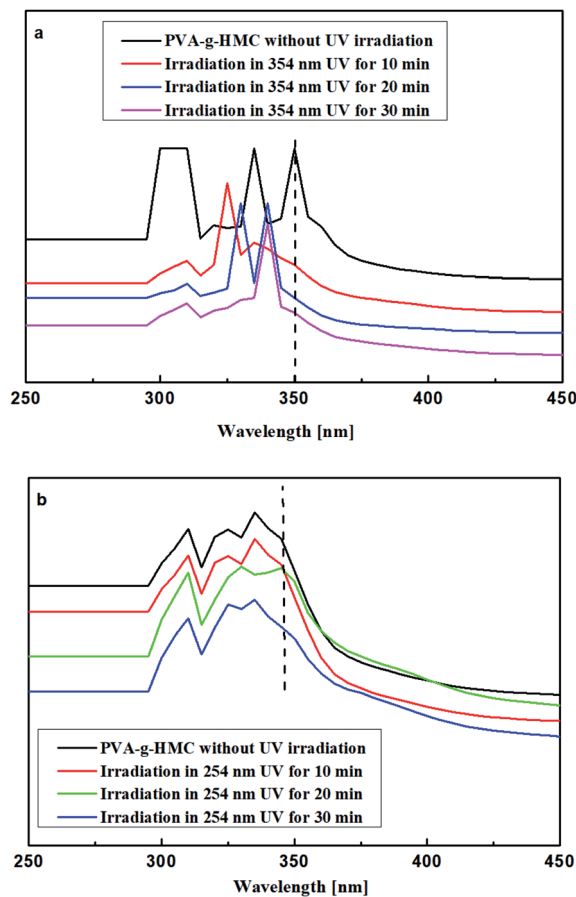 a
PVA-g-HMC without UV irradiation
Irradiation in 354 nm UV for 10 min
Irradiation in 354 nm UV for 20 min
Irradiation in 354 nm UV for 30 min
250 300 350 400 450
Wavelength [nm]
b
PVA-g-HMC without UV irradiation
Irradiation in 254 nm UV for 10 min
Irradiation in 254 nm UV for 20 min
Irradiation in 254 nm UV for 30 min
250 300 350 400 450
Wavelength [nm]